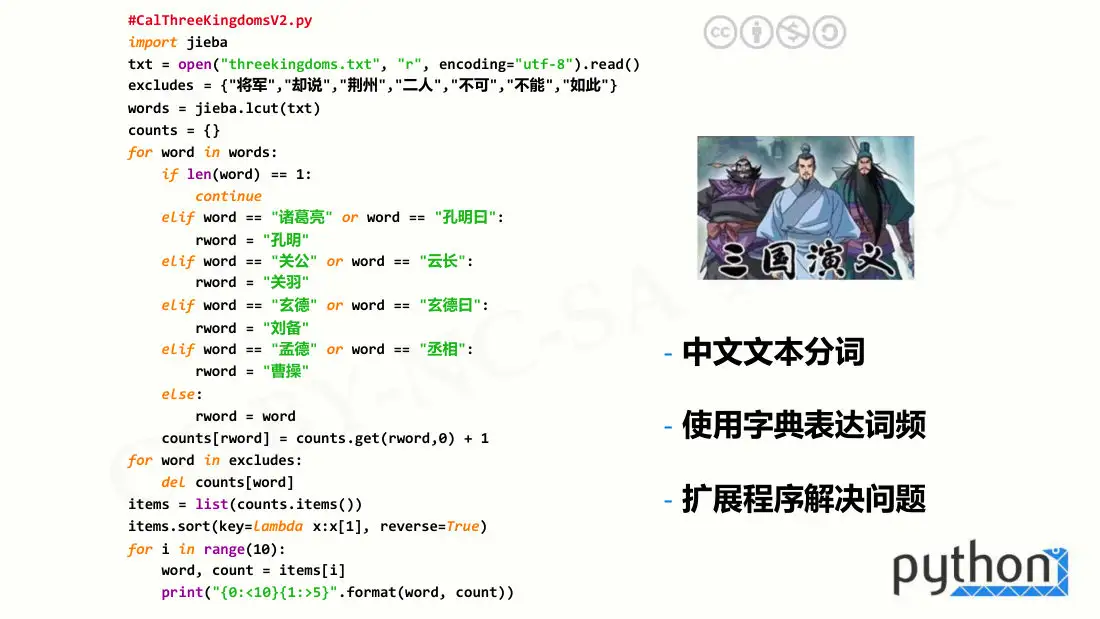 #CalThreeKingdomsV2.py
import jieba
txt = open("threekingdoms.txt", "r", encoding="utf-8").read()
excludes = {"将军","却说","荆州","二人","不可","不能","如此"}
words = jieba.lcut(txt)
counts = {}
for word in words:
    if len(word) == 1:
        continue
    elif word == "诸葛亮" or word == "孔明曰":
        rword = "孔明"
    elif word == "关公" or word == "云长":
        rword = "关羽"
    elif word == "玄德" or word == "玄德曰":
        rword = "刘备"
    elif word == "孟德" or word == "丞相":
        rword = "曹操"
    else:
        rword = word
    counts[rword] = counts.get(rword,0) + 1
for word in excludes:
    del counts[word]
items = list(counts.items())
items.sort(key=lambda x:x[1], reverse=True)
for i in range(10):
    word, count = items[i]
    print("{0:<10}{1:>5}".format(word, count))
cc
三国演义
- 中文文本分词
- 使用字典表达词频
- 扩展程序解决问题
python